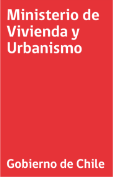 Ministerio de
Vivienda y
Urbanismo
Gobierno de Chile